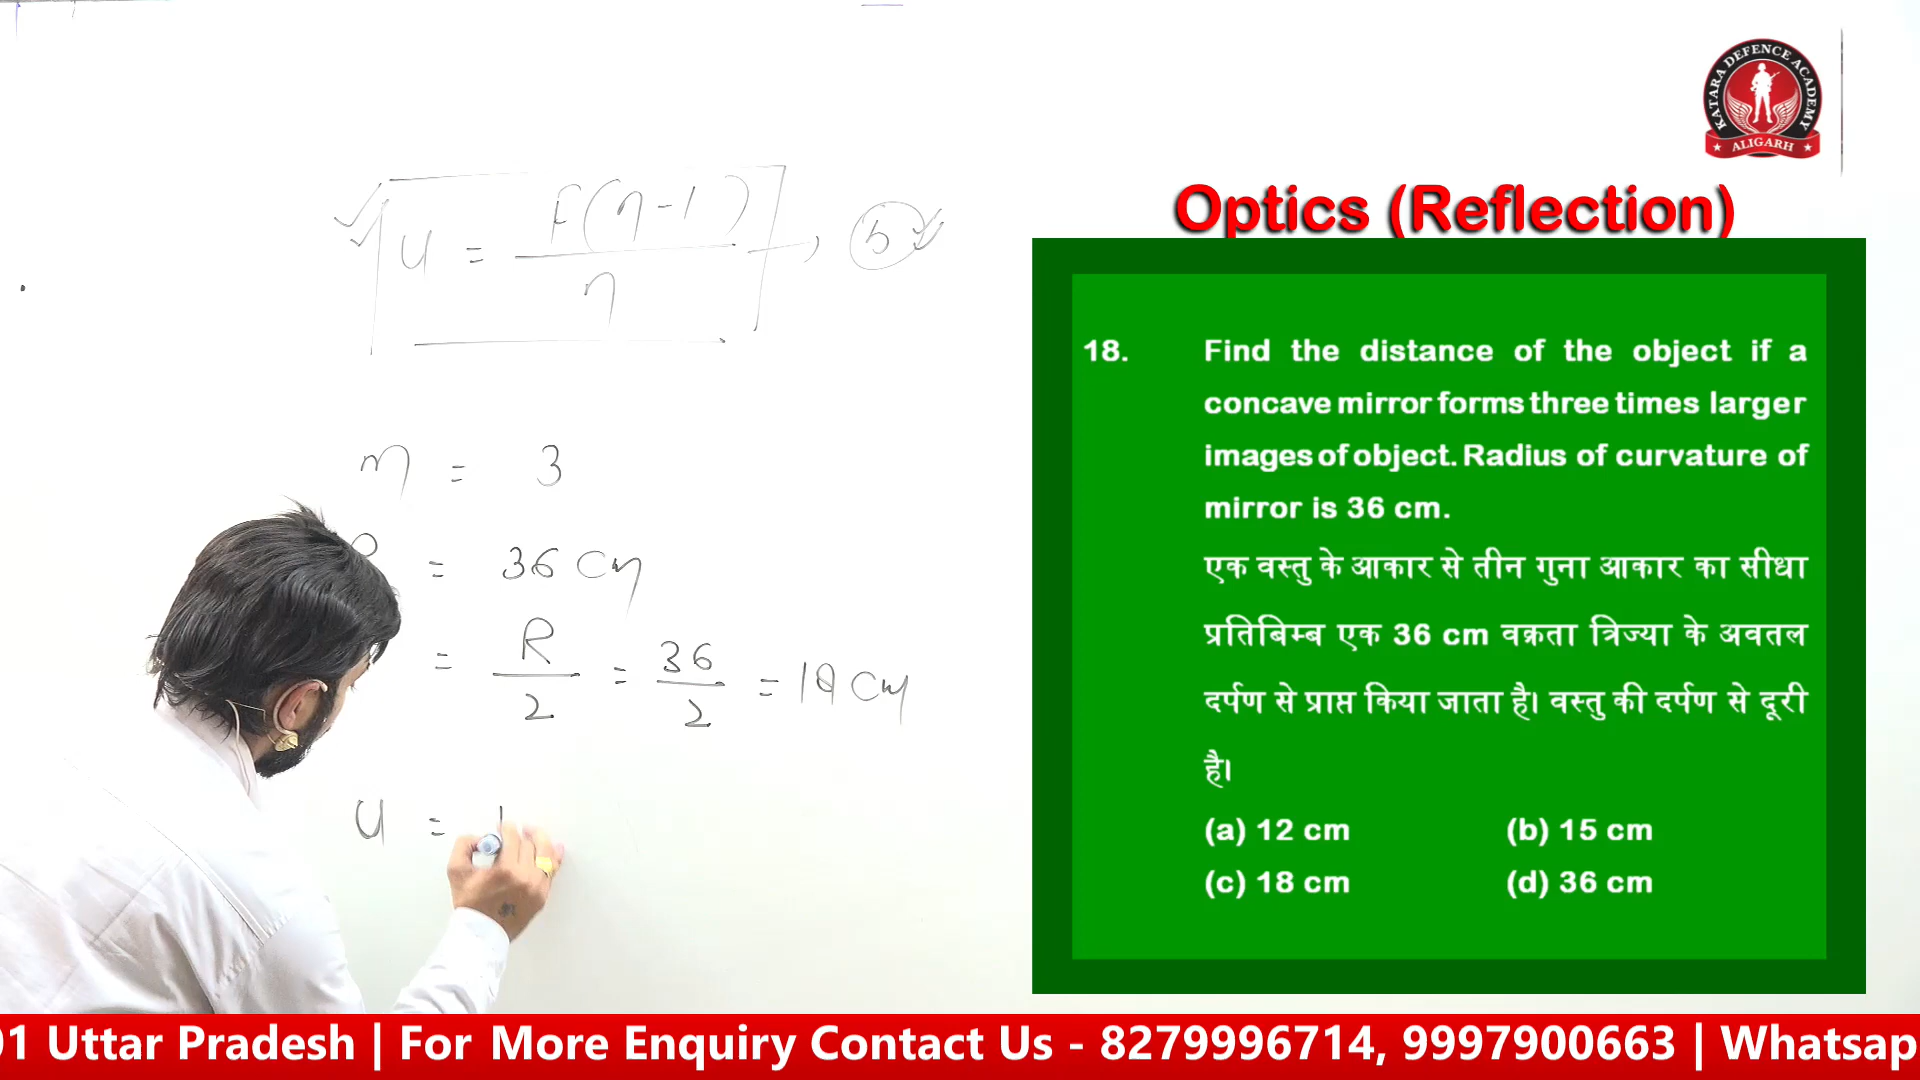 KATARA DEFENCE ACADEMY
ALIGARH
Optics (Reflection)
u = F(η-1) / η , (5)
m = 3
= 36 cm
= R/2 = 36/2 = 18 cm
u =
18. Find the distance of the object if a
concave mirror forms three times larger
images of object. Radius of curvature of
mirror is 36 cm.
एक वस्तु के आकार से तीन गुना आकार का सीधा
प्रतिबिम्ब एक 36 cm वक्रता त्रिज्या के अवतल
दर्पण से प्राप्त किया जाता है। वस्तु की दर्पण से दूरी
है।
(a) 12 cm (b) 15 cm
(c) 18 cm (d) 36 cm
01 Uttar Pradesh | For More Enquiry Contact Us - 8279996714, 9997900663 | Whatsap